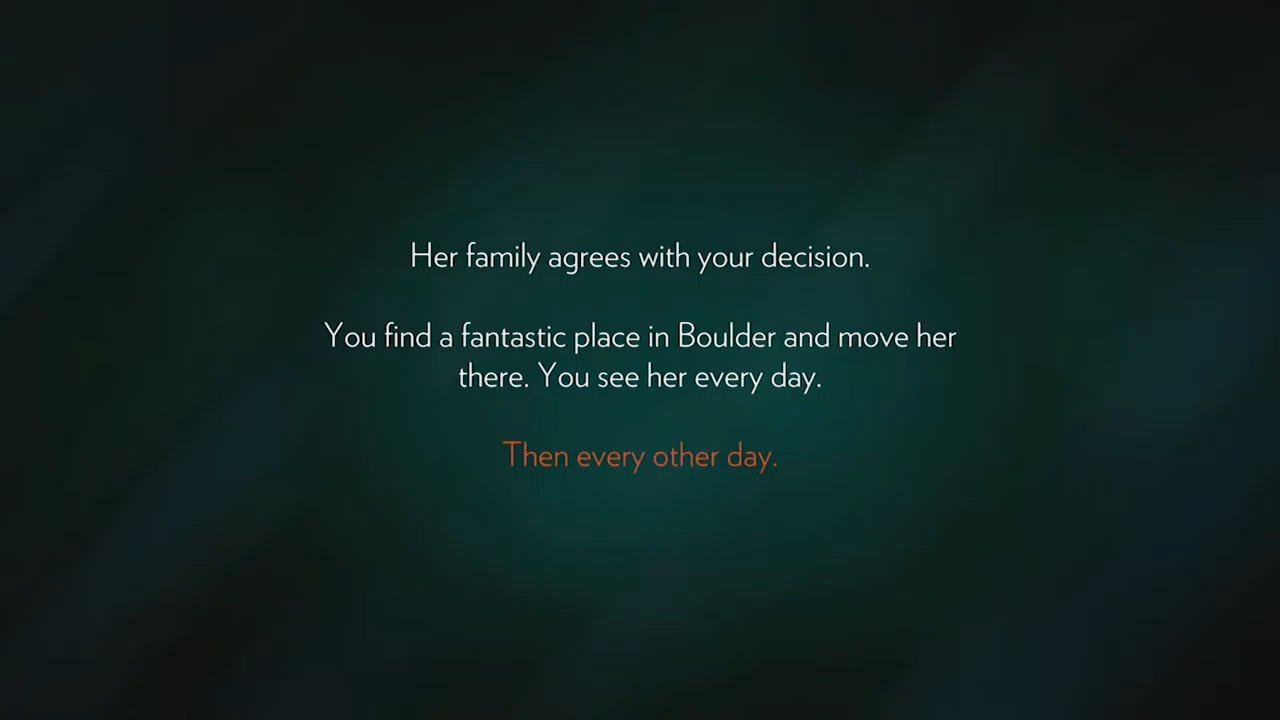 Her family agrees with your decision.
You find a fantastic place in Boulder and move her
there. You see her every day.
Then every other day.